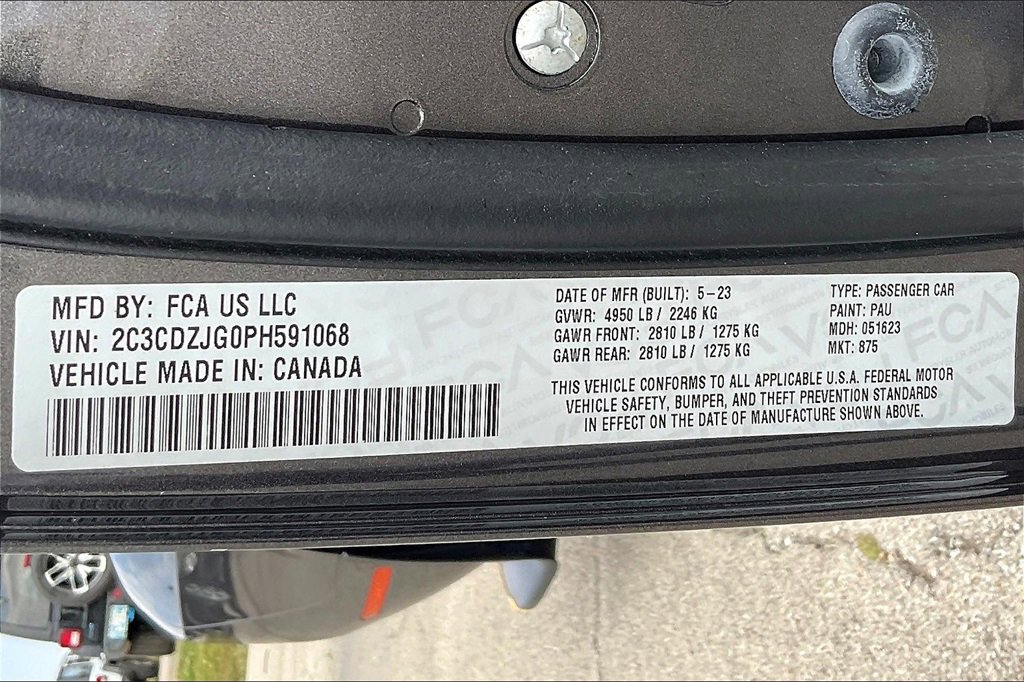 MFD BY: FCA US LLC
VIN: 2C3CDZJG0PH591068
VEHICLE MADE IN: CANADA
DATE OF MFR (BUILT): 5-23
GVWR: 4950 LB / 2246 KG
GAWR FRONT: 2810 LB / 1275 KG
GAWR REAR: 2810 LB / 1275 KG
TYPE: PASSENGER CAR
PAINT: PAU
MDH: 051623
MKT: 875
THIS VEHICLE CONFORMS TO ALL APPLICABLE U.S.A. FEDERAL MOTOR
VEHICLE SAFETY, BUMPER, AND THEFT PREVENTION STANDARDS
IN EFFECT ON THE DATE OF MANUFACTURE SHOWN ABOVE.